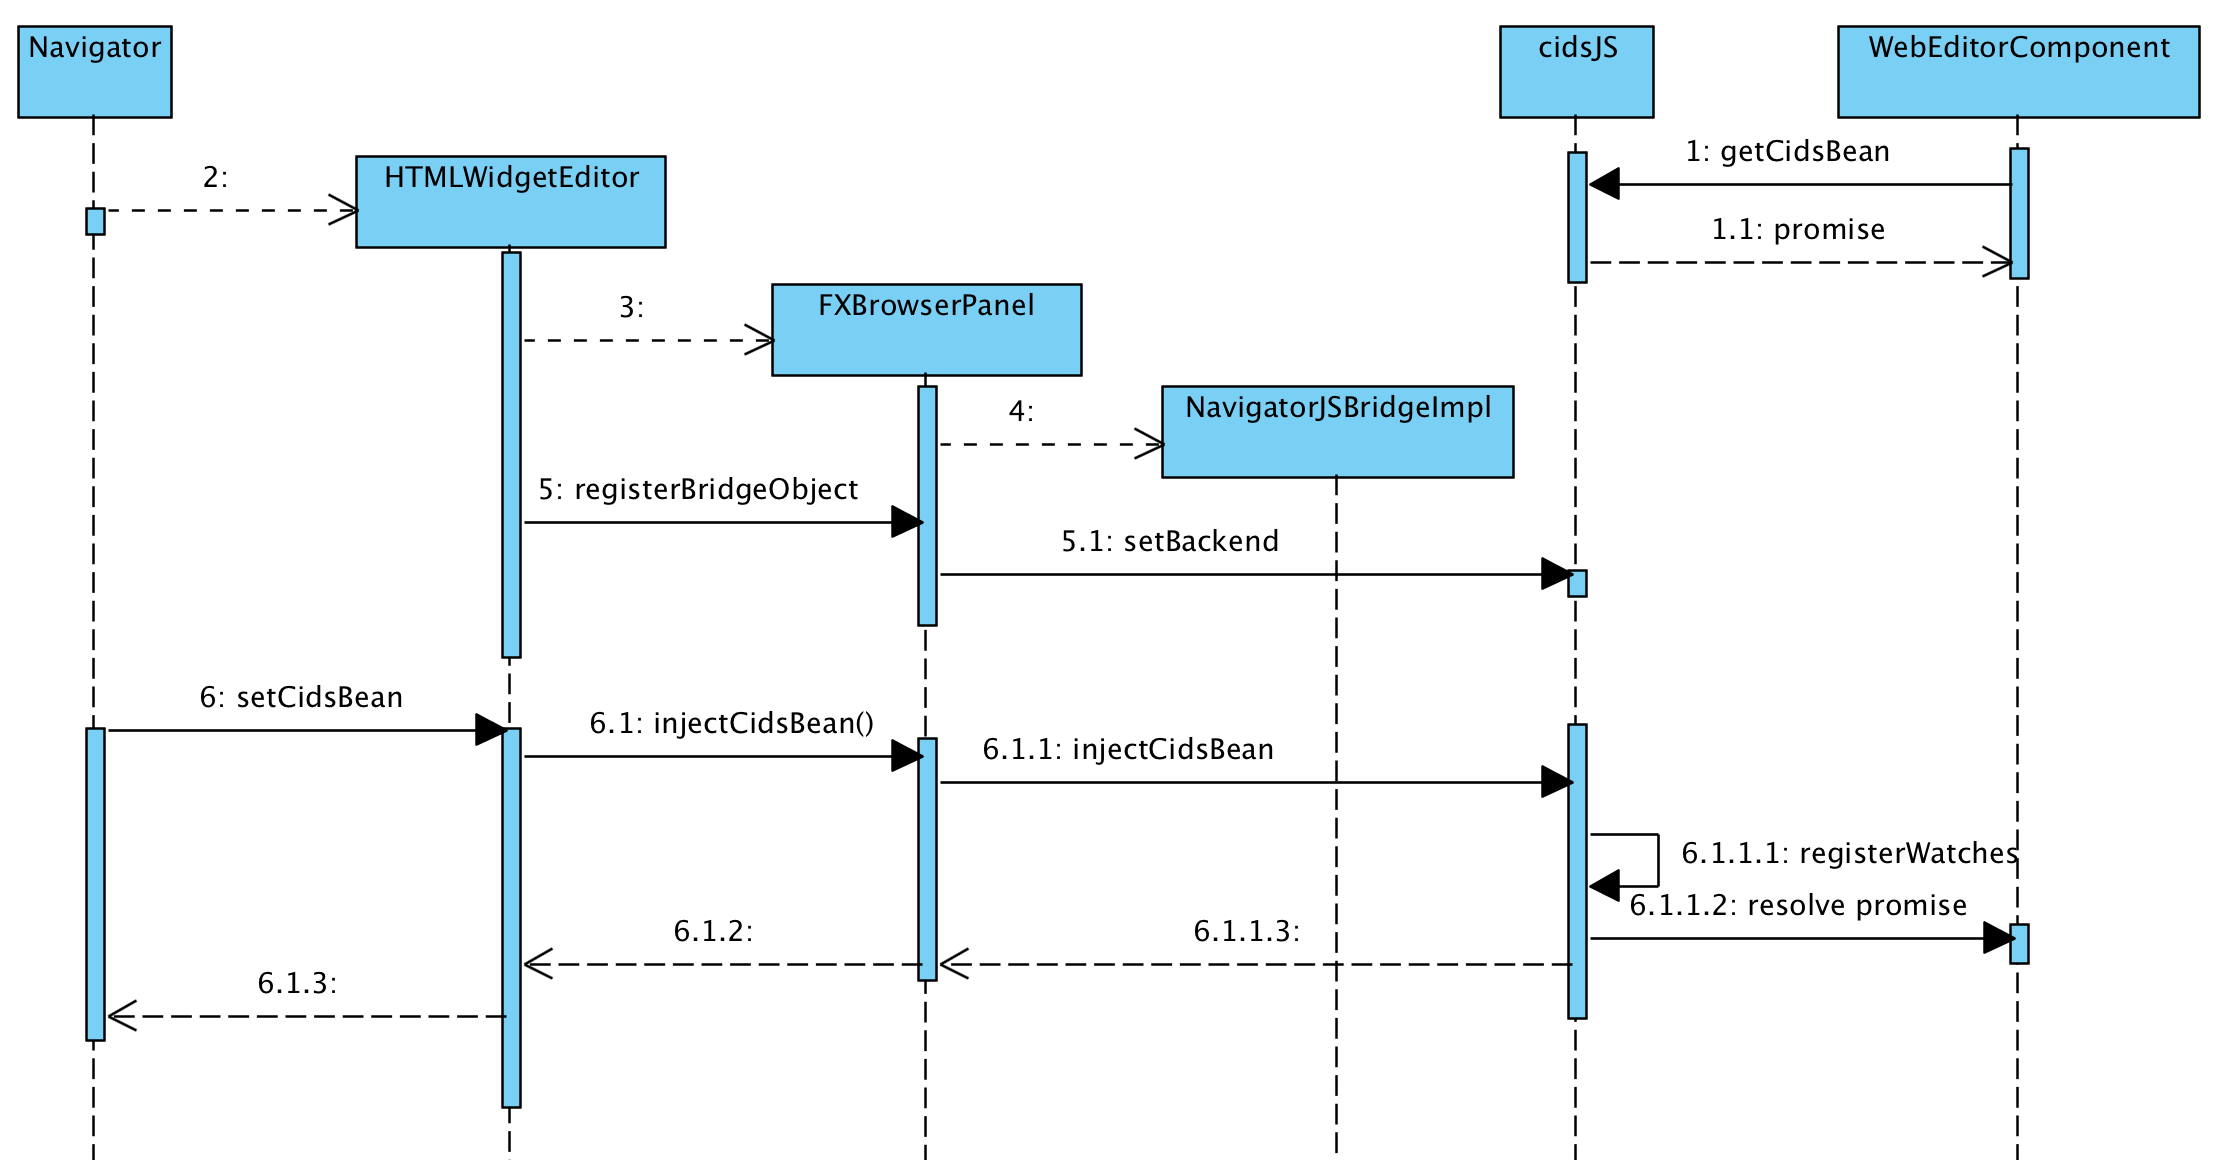 Navigator
cidsJS
WebEditorComponent
1: getCidsBean
2:
HTMLWidgetEditor
1.1: promise
3:
FXBrowserPanel
4:
NavigatorJSBridgeImpl
5: registerBridgeObject
5.1: setBackend
6: setCidsBean
6.1: injectCidsBean()
6.1.1: injectCidsBean
6.1.1.1: registerWatches
6.1.1.2: resolve promise
6.1.2:
6.1.1.3:
6.1.3: